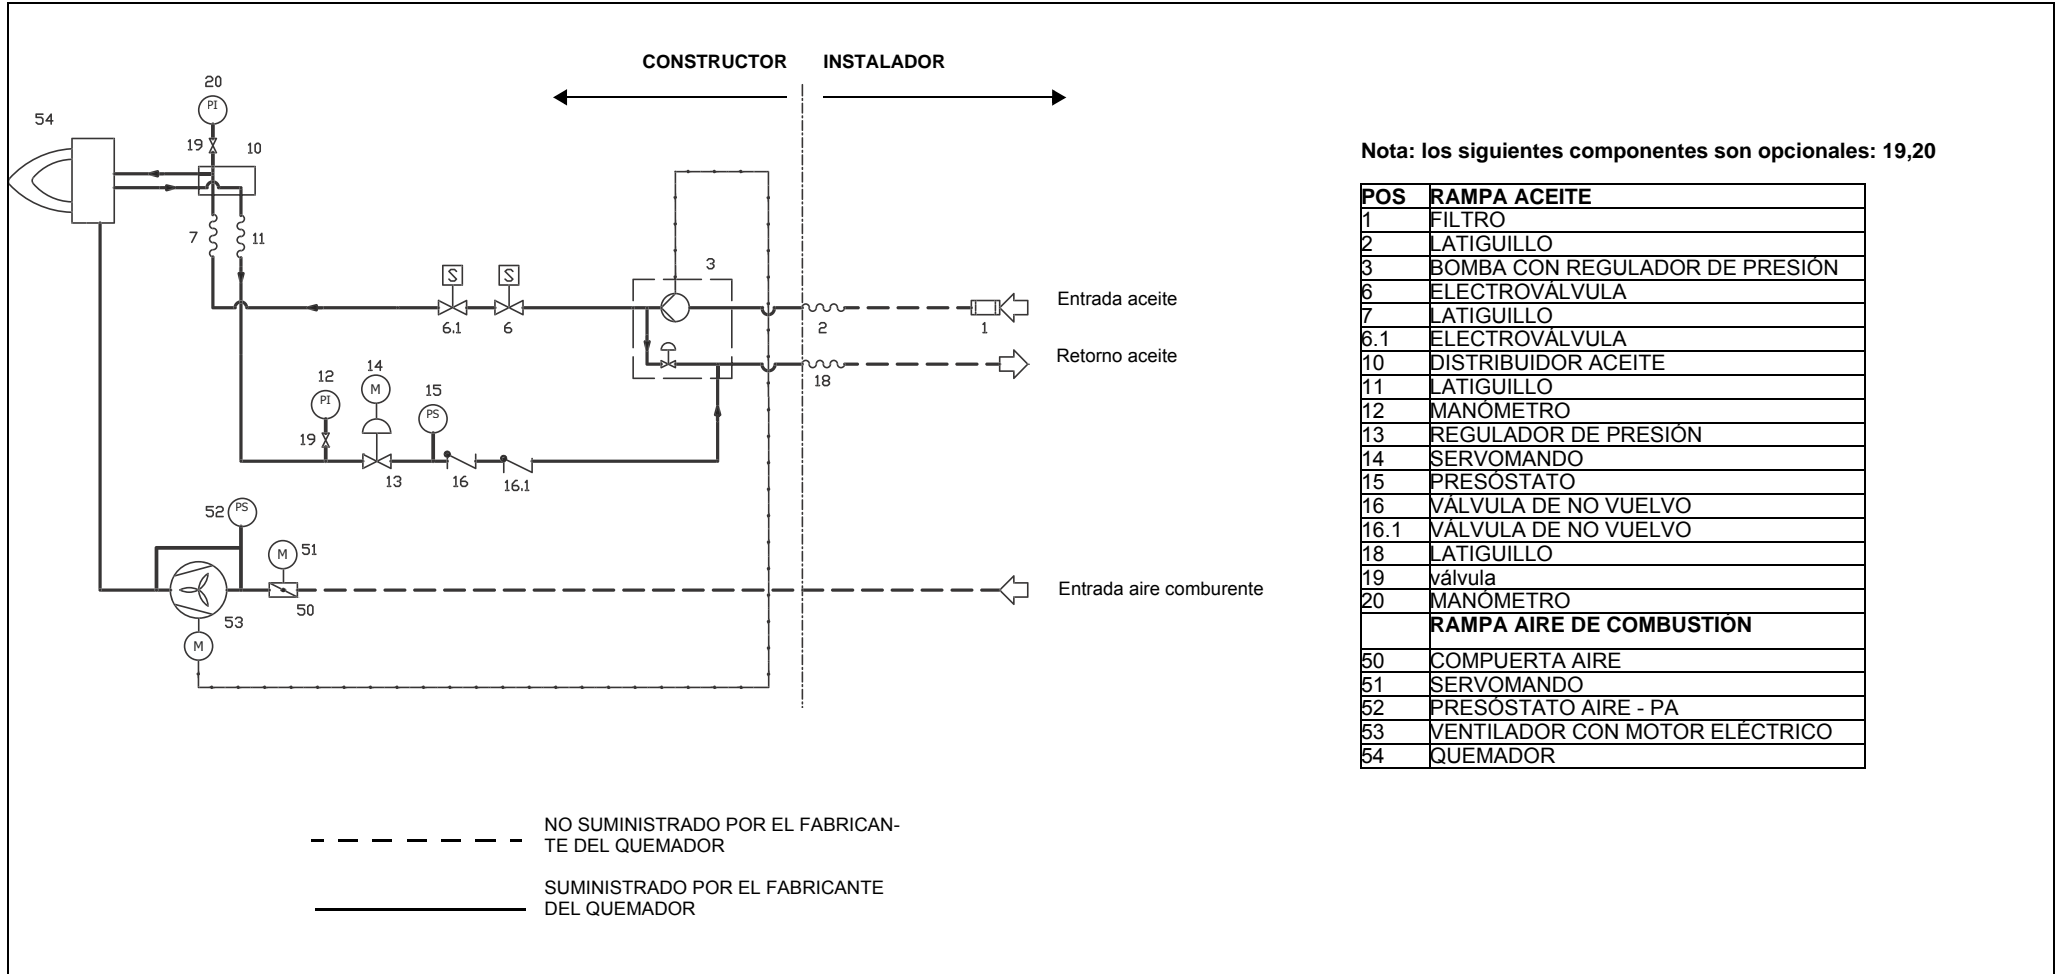 CONSTRUCTOR INSTALADOR
20
PI
54
19
10
7
11
3
S
S
6.1
6
2
1
Entrada aceite
Retorno aceite
18
14
M
12
PI
15
PS
19
13
16
16.1
52
PS
M
51
50
53
M
Entrada aire comburente
NO SUMINISTRADO POR EL FABRICAN-
TE DEL QUEMADOR
SUMINISTRADO POR EL FABRICANTE
DEL QUEMADOR
Nota: los siguientes componentes son opcionales: 19,20
POS RAMPA ACEITE
1 FILTRO
2 LATIGUILLO
3 BOMBA CON REGULADOR DE PRESIÓN
6 ELECTROVÁLVULA
7 LATIGUILLO
6.1 ELECTROVÁLVULA
10 DISTRIBUIDOR ACEITE
11 LATIGUILLO
12 MANÓMETRO
13 REGULADOR DE PRESIÓN
14 SERVOMANDO
15 PRESÓSTATO
16 VÁLVULA DE NO VUELVO
16.1 VÁLVULA DE NO VUELVO
18 LATIGUILLO
19 válvula
20 MANÓMETRO
RAMPA AIRE DE COMBUSTIÓN
50 COMPUERTA AIRE
51 SERVOMANDO
52 PRESÓSTATO AIRE - PA
53 VENTILADOR CON MOTOR ELÉCTRICO
54 QUEMADOR